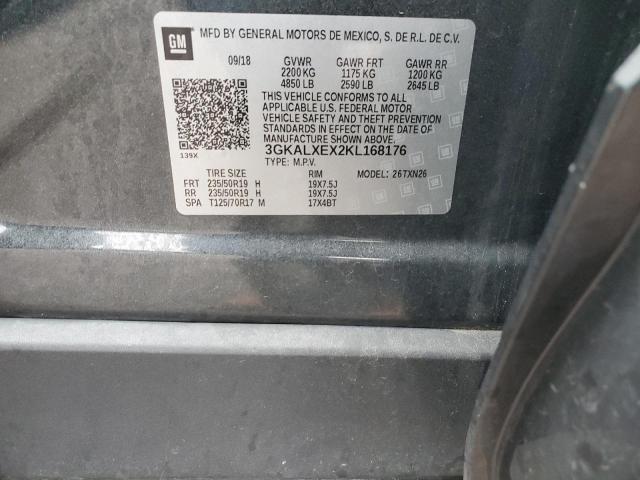 GM
MFD BY GENERAL MOTORS DE MEXICO, S. DE R.L. DE C.V.
09/18 GVWR GAWR FRT GAWR RR
2200 KG 1175 KG 1200 KG
4850 LB 2590 LB 2645 LB
THIS VEHICLE CONFORMS TO ALL
APPLICABLE U.S. FEDERAL MOTOR
VEHICLE SAFETY AND THEFT PREVENTION
STANDARDS IN EFFECT ON THE DATE OF
MANUFACTURE SHOWN ABOVE.
139X
3GKALXEX2KL168176
TYPE: M.P.V.
TIRE SIZE RIM MODEL: 26TXN26
FRT 235/50R19 H 19X7.5J
RR 235/50R19 H 19X7.5J
SPA T125/70R17 M 17X4BT